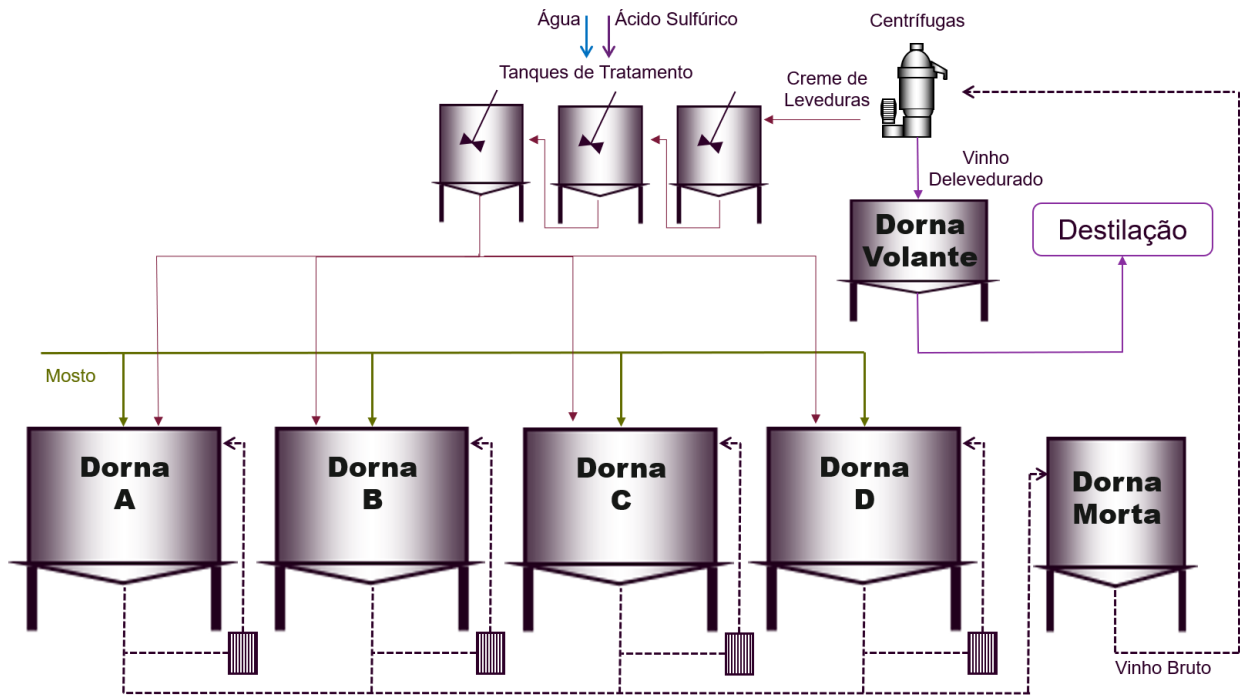 Água
Ácido Sulfúrico
Centrífugas
Tanques de Tratamento
Creme de
Leveduras
Vinho
Delevedurado
Dorna
Volante
Destilação
Mosto
Dorna
A
Dorna
B
Dorna
C
Dorna
D
Dorna
Morta
Vinho Bruto